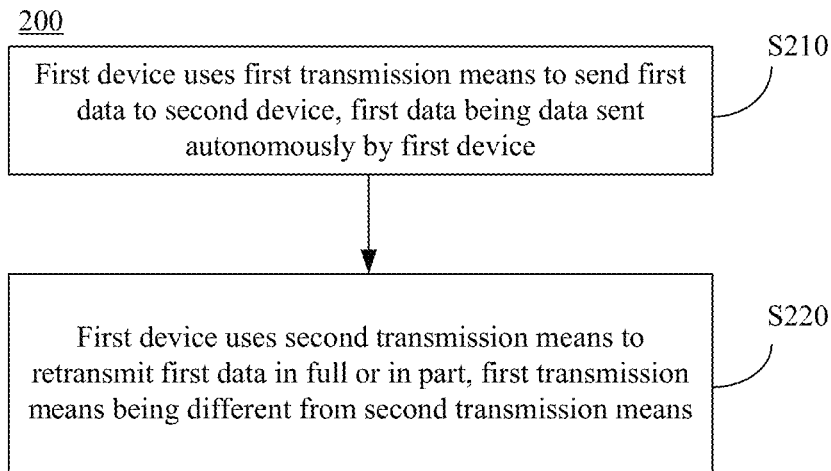 200
S210
First device uses first transmission means to send first
data to second device, first data being data sent
autonomously by first device
S220
First device uses second transmission means to
retransmit first data in full or in part, first transmission
means being different from second transmission means